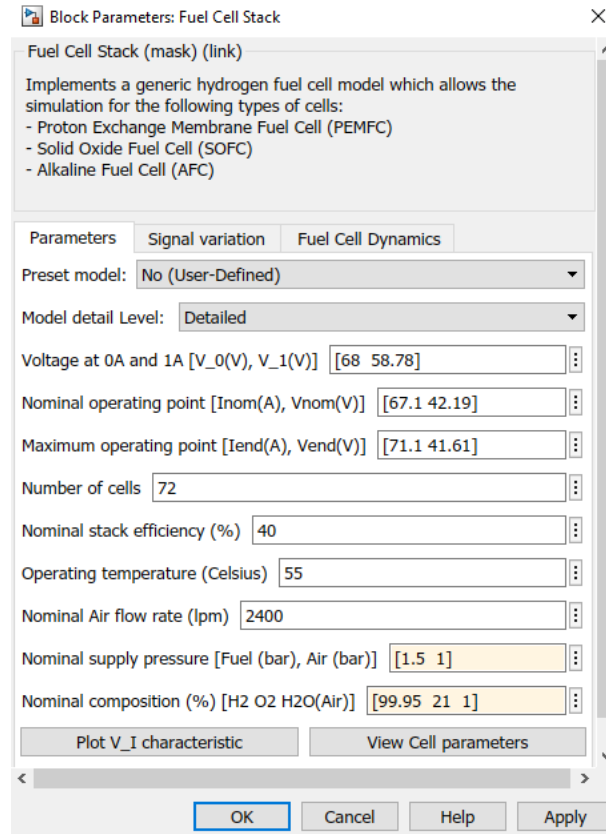 Block Parameters: Fuel Cell Stack
Fuel Cell Stack (mask) (link)
Implements a generic hydrogen fuel cell model which allows the
simulation for the following types of cells:
- Proton Exchange Membrane Fuel Cell (PEMFC)
- Solid Oxide Fuel Cell (SOFC)
- Alkaline Fuel Cell (AFC)
Parameters Signal variation Fuel Cell Dynamics
Preset model: No (User-Defined)
Model detail Level: Detailed
Voltage at 0A and 1A [V_0(V), V_1(V)] [68 58.78]
Nominal operating point [Inom(A), Vnom(V)] [67.1 42.19]
Maximum operating point [Iend(A), Vend(V)] [71.1 41.61]
Number of cells 72
Nominal stack efficiency (%) 40
Operating temperature (Celsius) 55
Nominal Air flow rate (lpm) 2400
Nominal supply pressure [Fuel (bar), Air (bar)] [1.5 1]
Nominal composition (%) [H2 O2 H2O(Air)] [99.95 21 1]
Plot V_I characteristic View Cell parameters
OK Cancel Help Apply